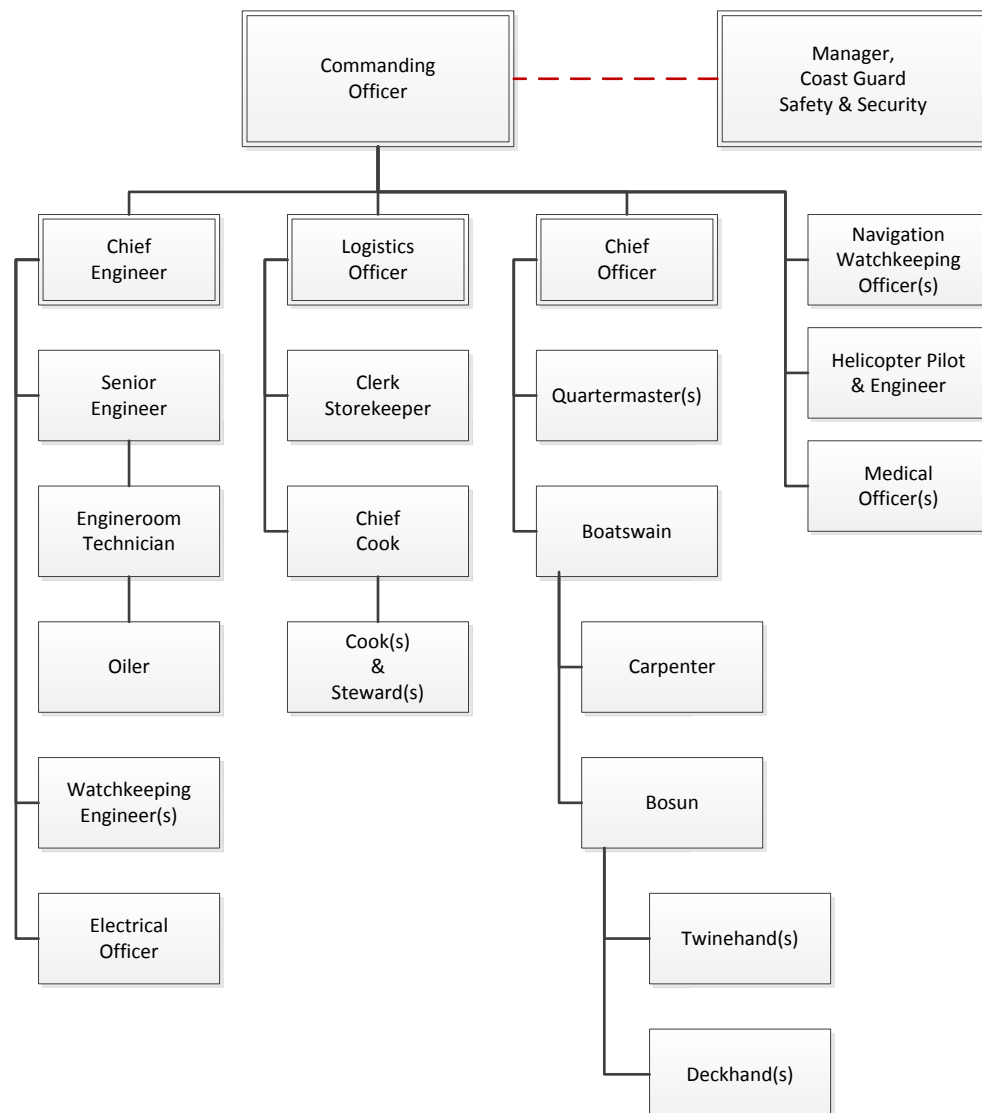 Commanding
Officer
Manager,
Coast Guard
Safety & Security
Chief
Engineer
Logistics
Officer
Chief
Officer
Navigation
Watchkeeping
Officer(s)
Senior
Engineer
Clerk
Storekeeper
Quartermaster(s)
Helicopter Pilot
& Engineer
Medical
Officer(s)
Engineroom
Technician
Chief
Cook
Boatswain
Oiler
Cook(s)
&
Steward(s)
Carpenter
Watchkeeping
Engineer(s)
Bosun
Electrical
Officer
Twinehand(s)
Deckhand(s)